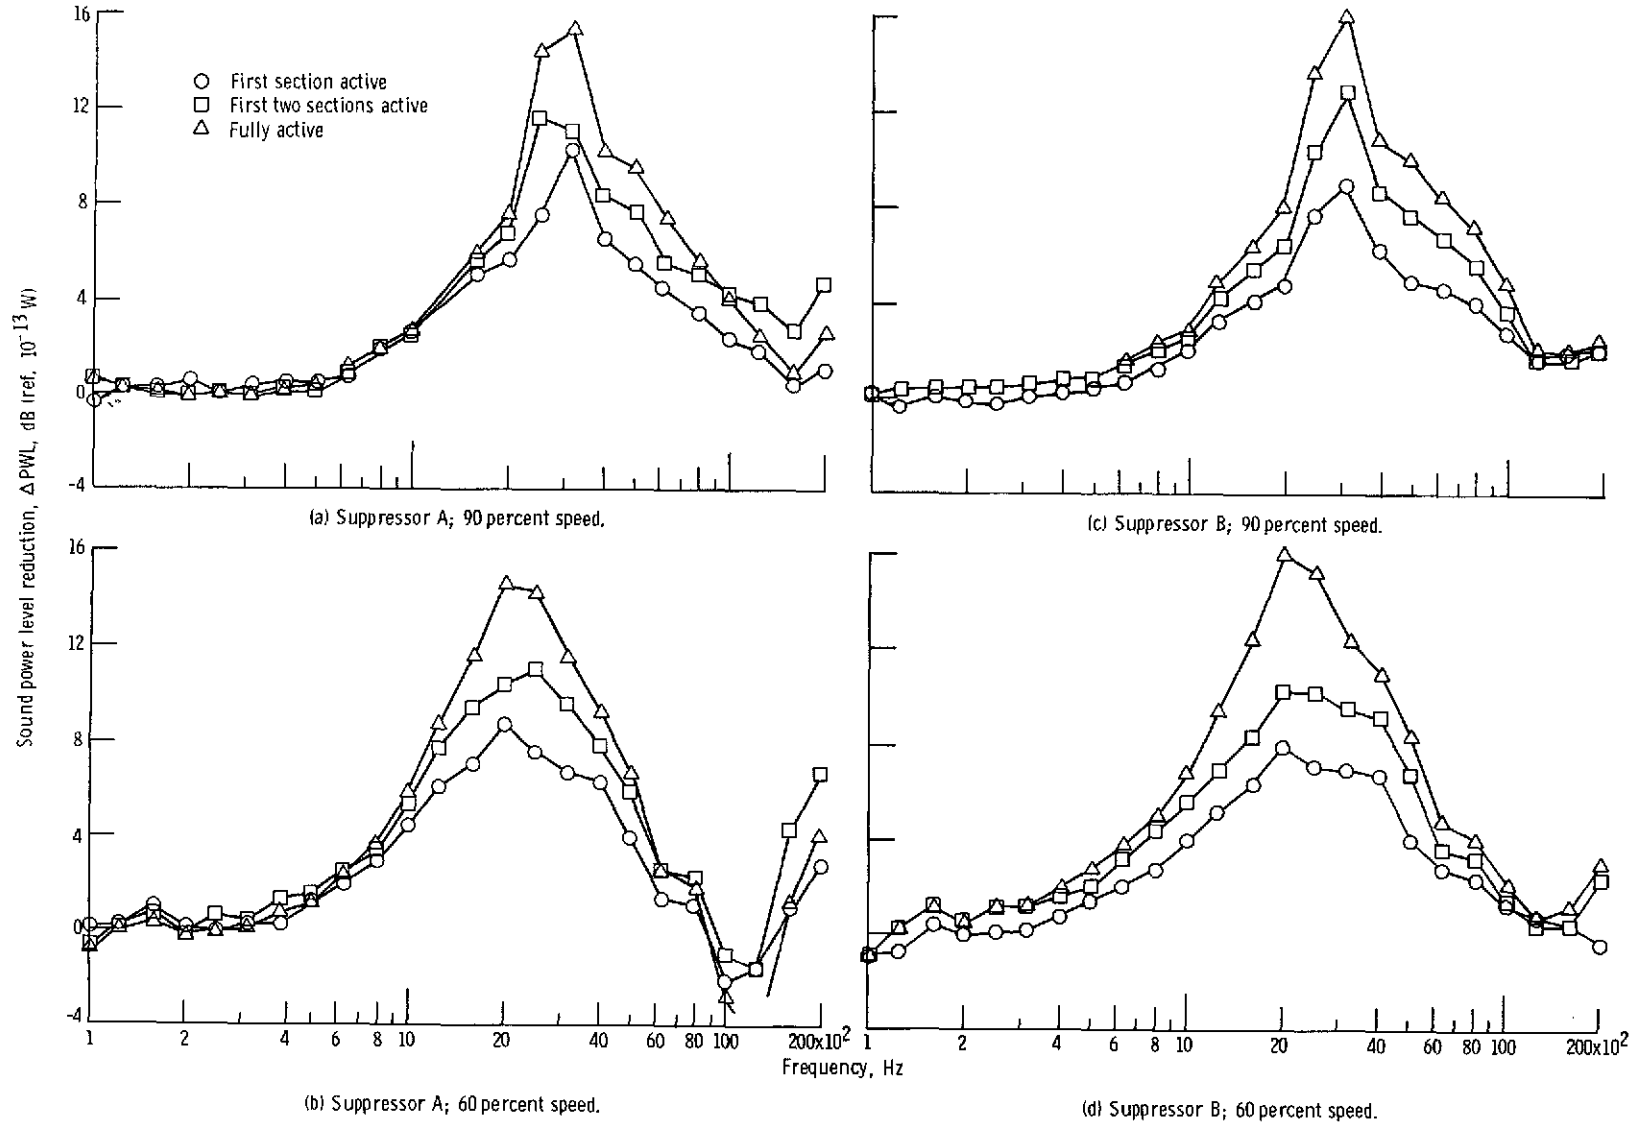 Sound power level reduction, Δ PWL, dB (ref. 10⁻¹³ W)
16
12
8
4
0
-4
First section active
First two sections active
Fully active
(a) Suppressor A; 90 percent speed.
(c) Suppressor B; 90 percent speed.
16
12
8
4
0
-4
1 2 4 6 8 10 20 40 60 80 100 200x10²
1 2 4 6 8 10 20 40 60 80 100 200x10²
Frequency, Hz
(b) Suppressor A; 60 percent speed.
(d) Suppressor B; 60 percent speed.